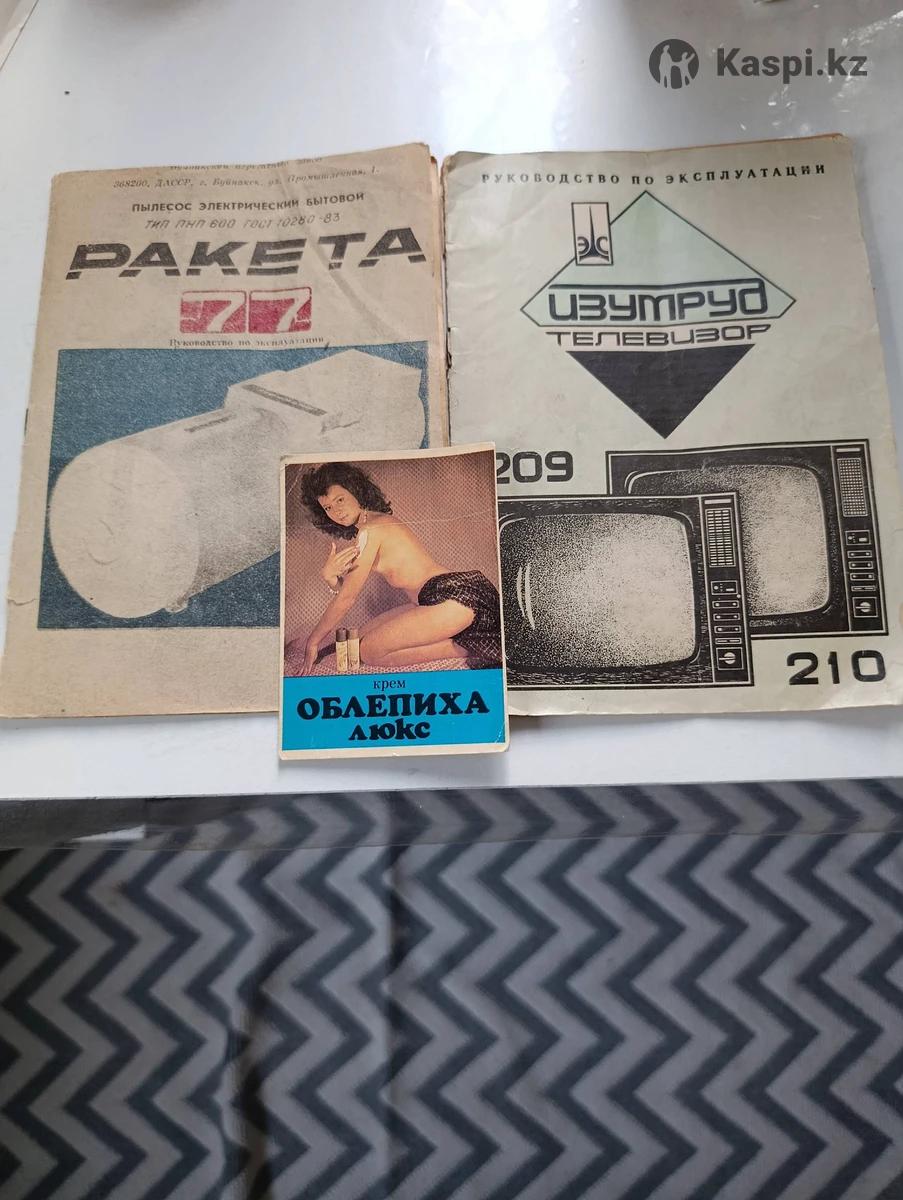 Kaspi.kz
368200, ДАССР, г. Буйнакск, ул. Промышленная, 1.
ПЫЛЕСОС ЭЛЕКТРИЧЕСКИЙ БЫТОВОЙ
ТИП ПНП 600 ГОСТ 10280-83
РАКЕТА
77
Руководство по эксплуатации
РУКОВОДСТВО ПО ЭКСПЛУАТАЦИИ
ЭЛС
ИЗУМРУД
ТЕЛЕВИЗОР
209
210
крем
ОБЛЕПИХА
люкс